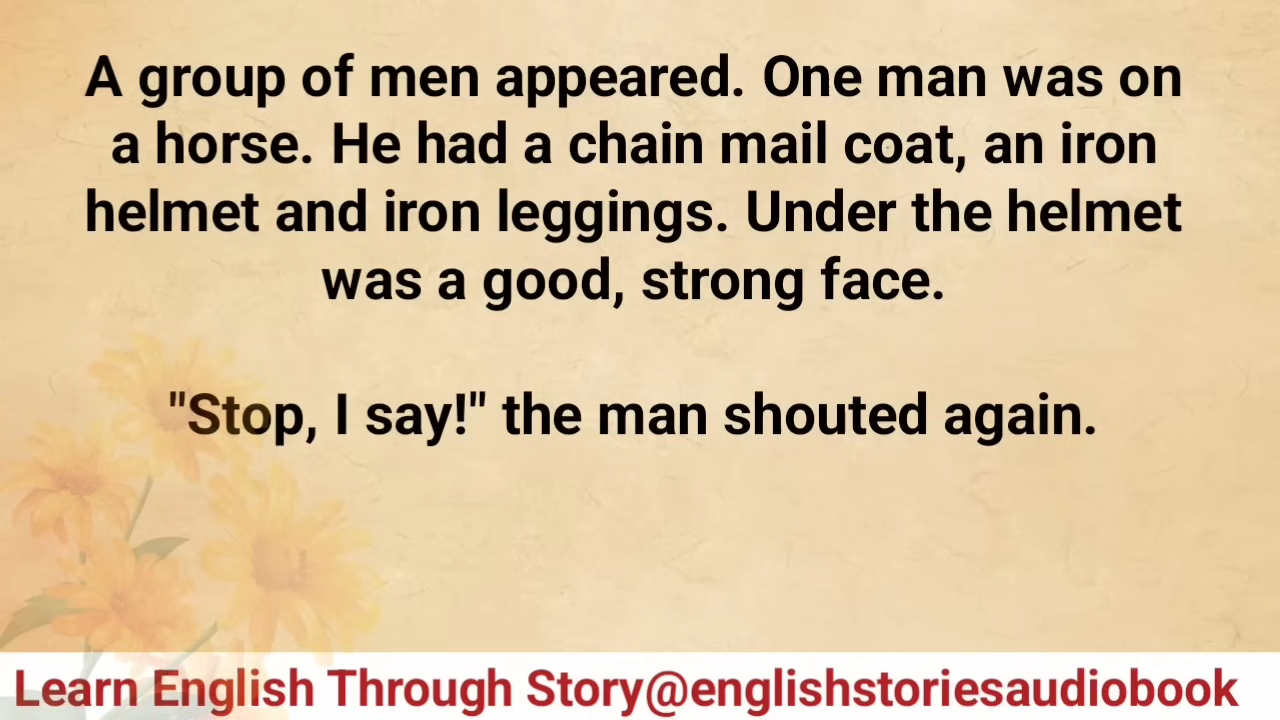 A group of men appeared. One man was on
a horse. He had a chain mail coat, an iron
helmet and iron leggings. Under the helmet
was a good, strong face.
"Stop, I say!" the man shouted again.
Learn English Through Story@englishstoriesaudiobook